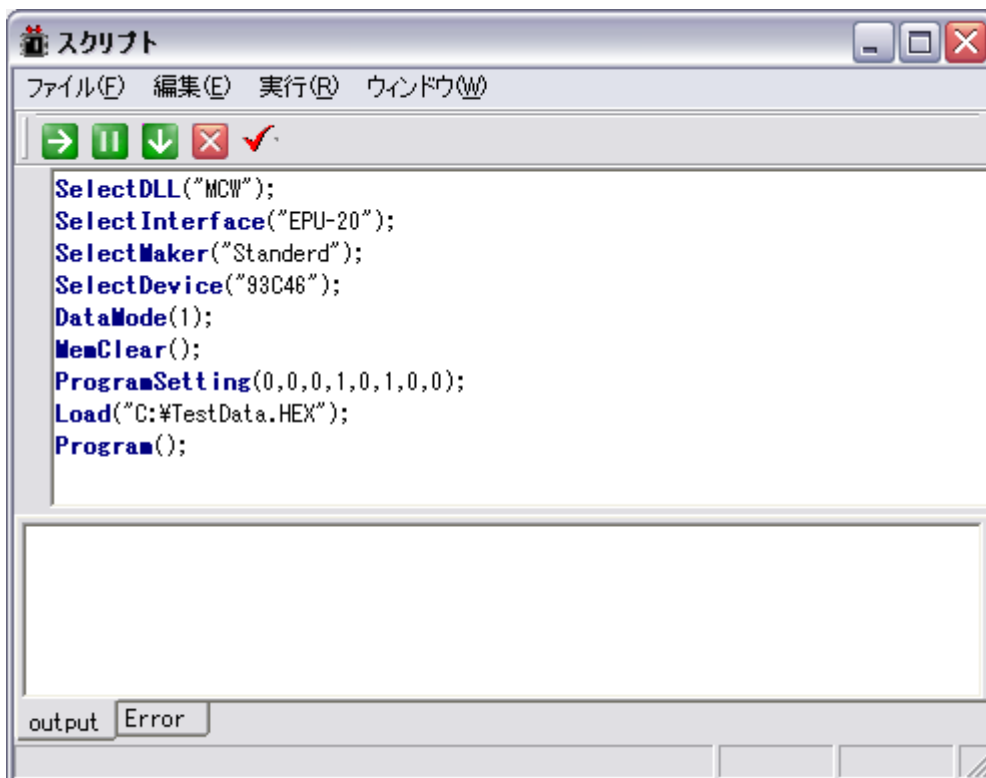 スクリプト
ファイル(F) 編集(E) 実行(R) ウィンドウ(W)
SelectDLL("MCW");
SelectInterface("EPU-20");
SelectMaker("Standerd");
SelectDevice("93C46");
DataMode(1);
MemClear();
ProgramSetting(0,0,0,1,0,1,0,0);
Load("C:¥TestData.HEX");
Program();
output Error